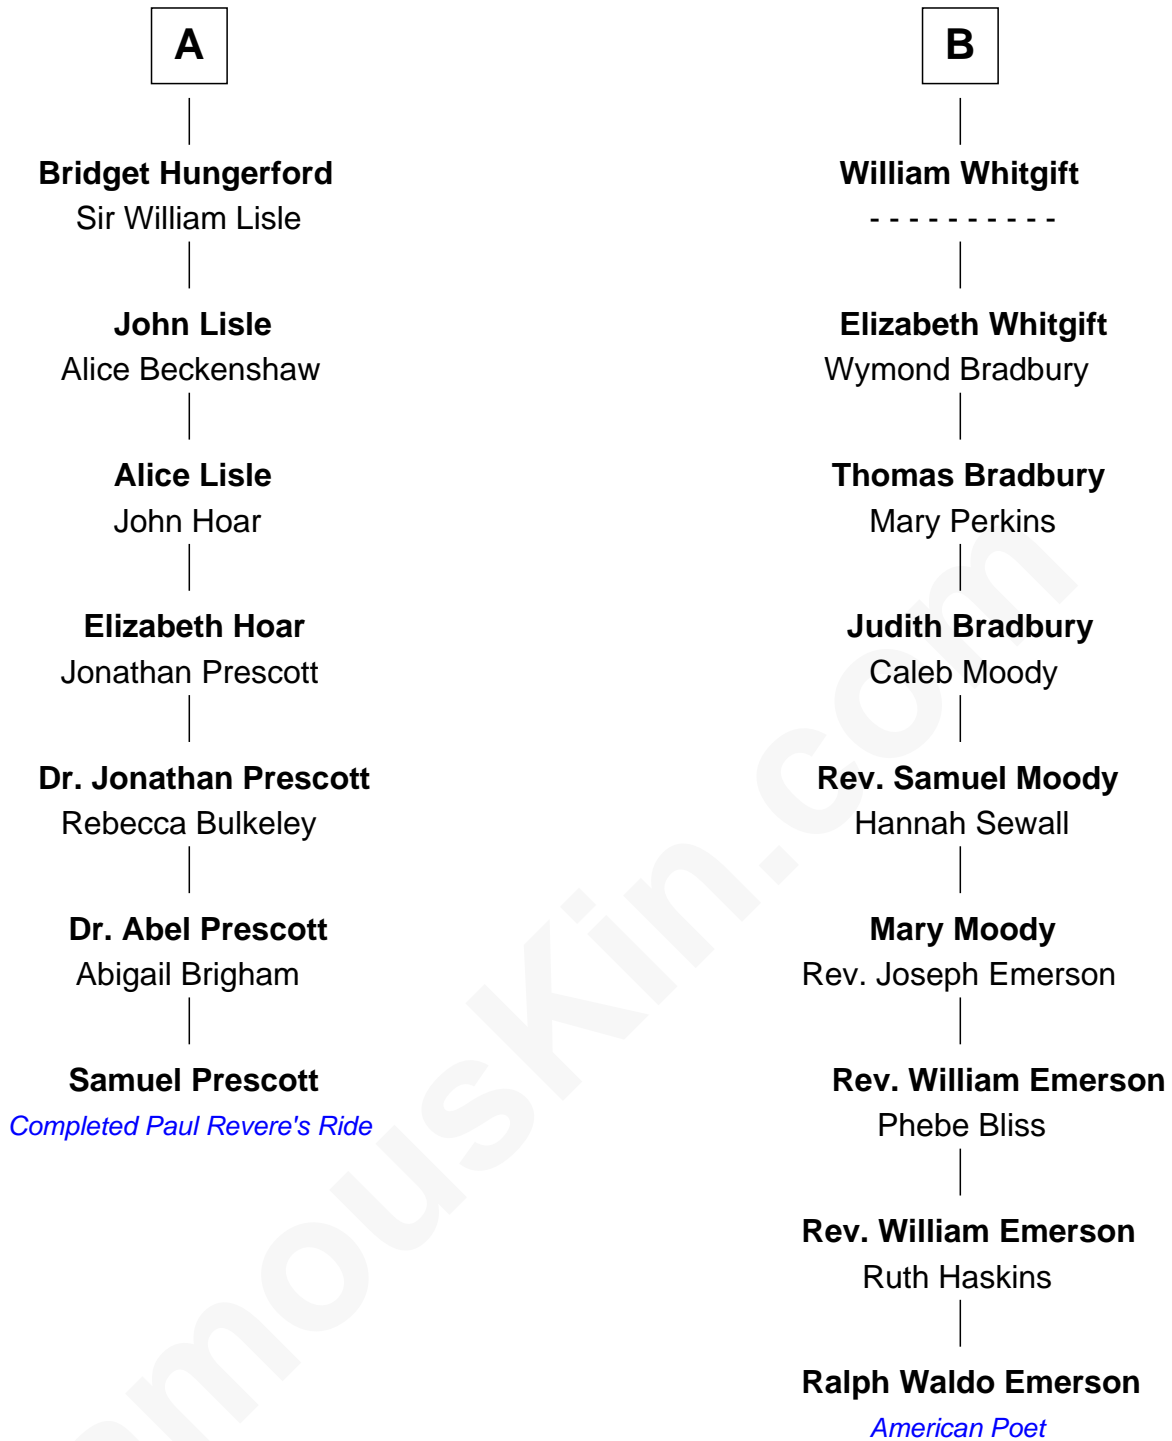 A
Bridget Hungerford
Sir William Lisle
John Lisle
Alice Beckenshaw
Alice Lisle
John Hoar
Elizabeth Hoar
Jonathan Prescott
Dr. Jonathan Prescott
Rebecca Bulkeley
Dr. Abel Prescott
Abigail Brigham
Samuel Prescott
Completed Paul Revere's Ride
B
William Whitgift
- - - - - - - - - -
Elizabeth Whitgift
Wymond Bradbury
Thomas Bradbury
Mary Perkins
Judith Bradbury
Caleb Moody
Rev. Samuel Moody
Hannah Sewall
Mary Moody
Rev. Joseph Emerson
Rev. William Emerson
Phebe Bliss
Rev. William Emerson
Ruth Haskins
Ralph Waldo Emerson
American Poet
amousKin.com